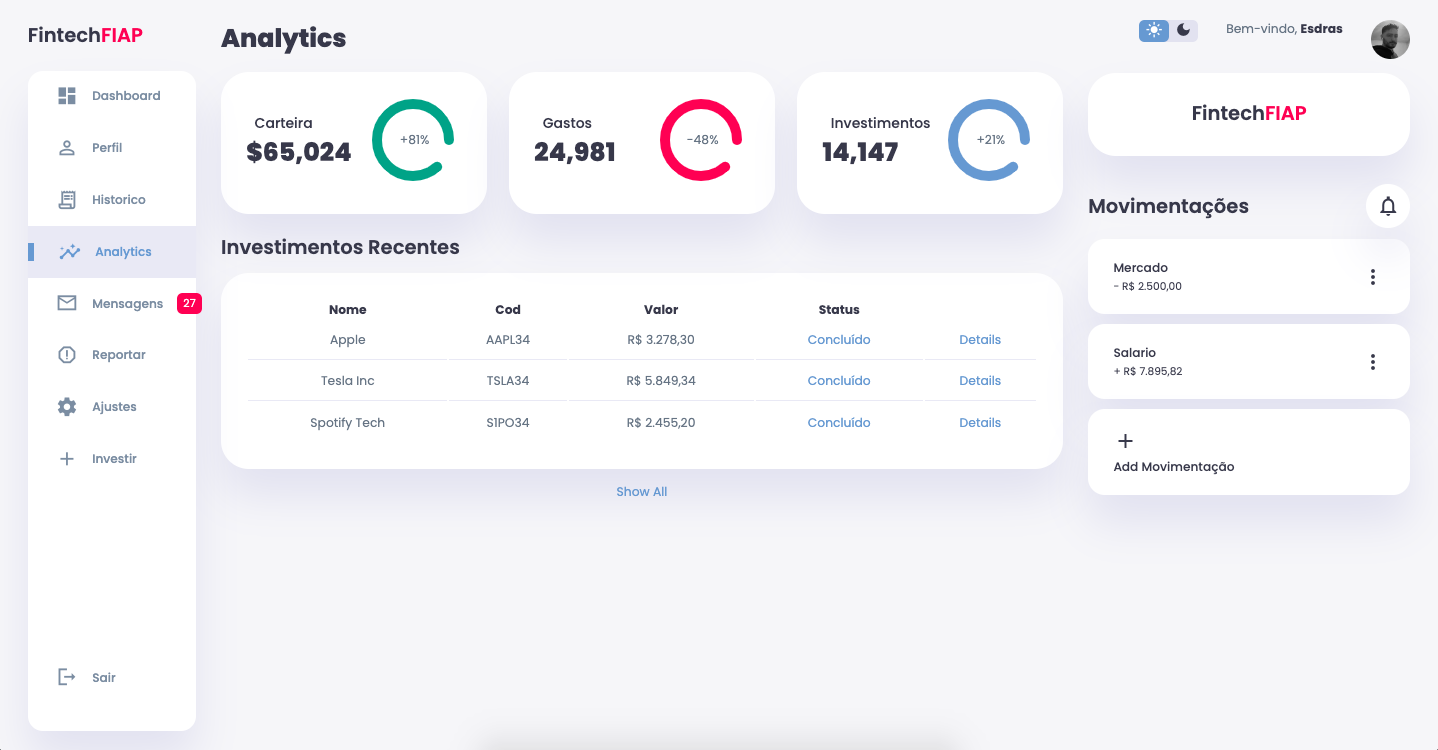 FintechFIAP
Dashboard
Perfil
Historico
Analytics
Mensagens 27
Reportar
Ajustes
Investir
Sair
Analytics
Carteira
$65,024
+81%
Gastos
24,981
-48%
Investimentos
14,147
+21%
Investimentos Recentes
Nome Cod Valor Status
Apple AAPL34 R$ 3.278,30 Concluído Details
Tesla Inc TSLA34 R$ 5.849,34 Concluído Details
Spotify Tech S1PO34 R$ 2.455,20 Concluído Details
Show All
Bem-vindo, Esdras
FintechFIAP
Movimentações
Mercado
- R$ 2.500,00
Salario
+ R$ 7.895,82
Add Movimentação